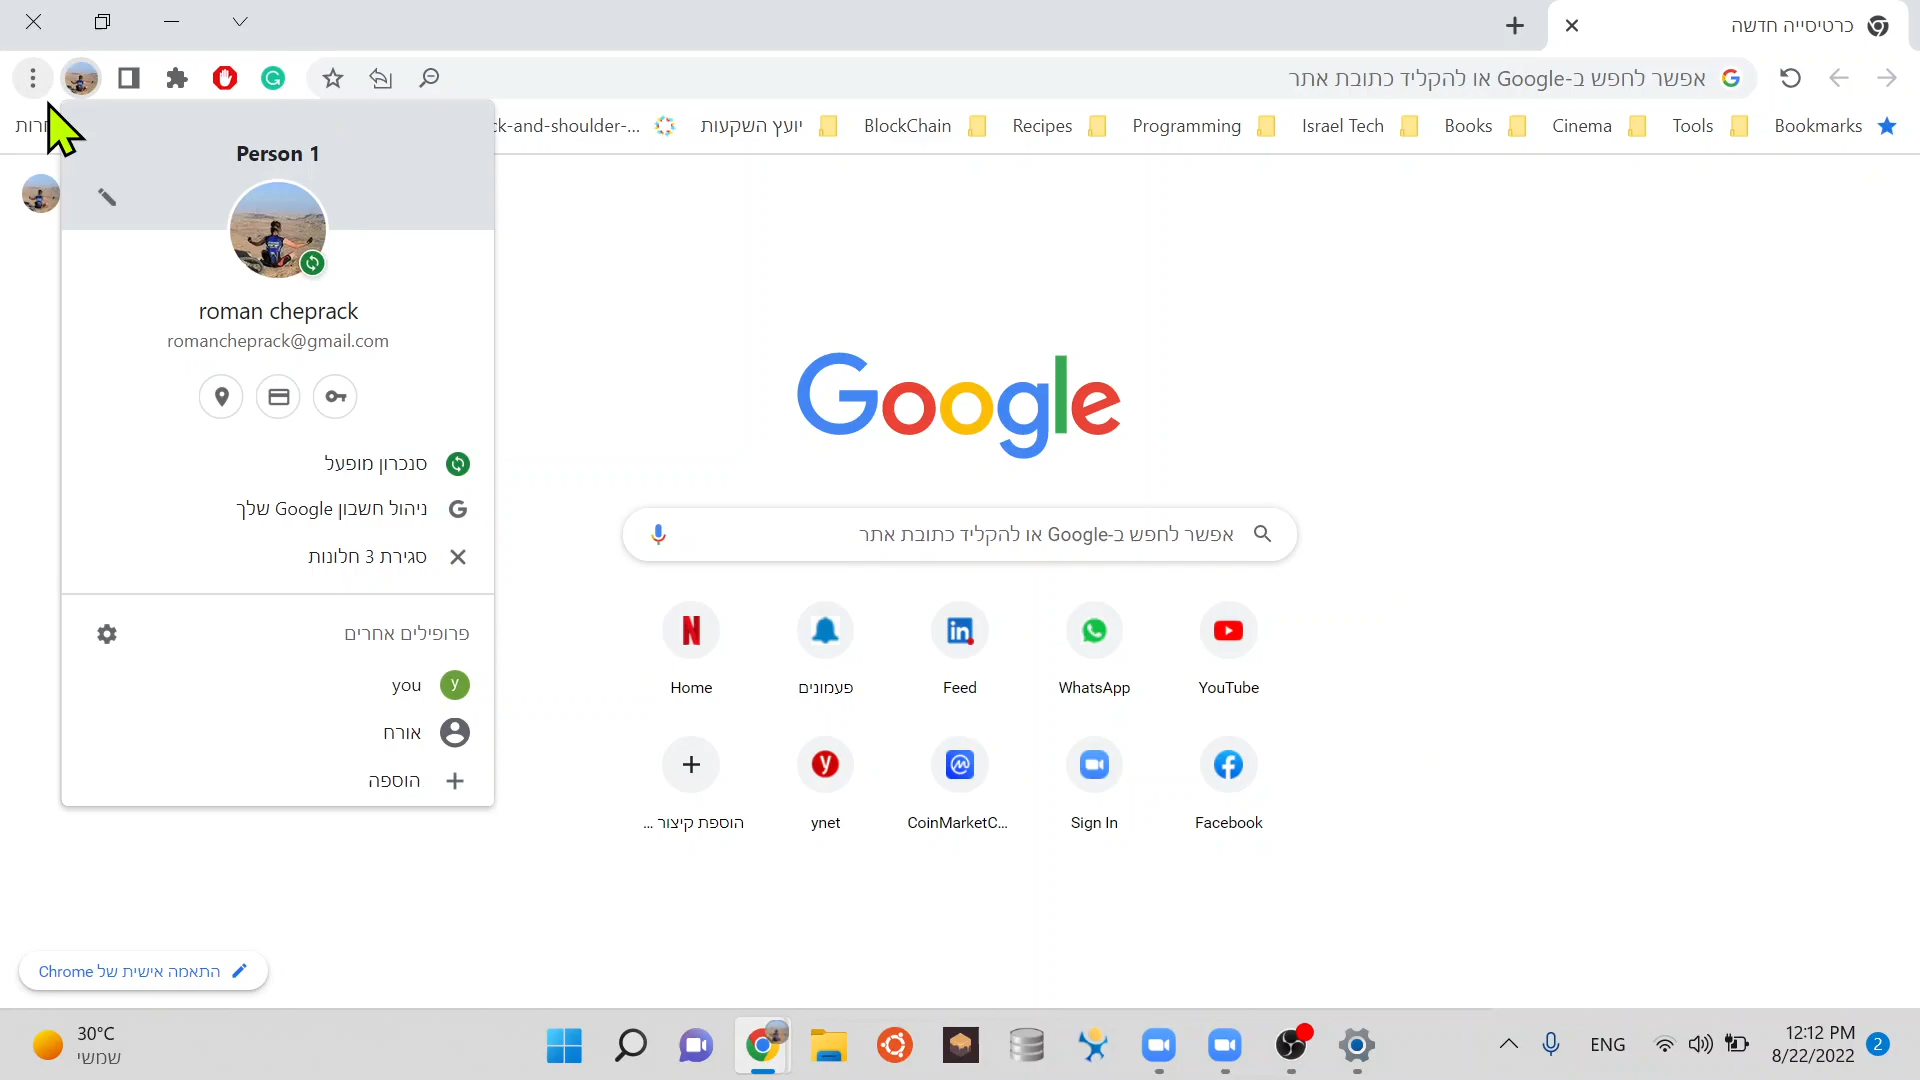 כרטיסייה חדשה
אפשר לחפש ב-Google או להקליד כתובת אתר
Bookmarks
Tools
Cinema
Books
Israel Tech
Programming
Recipes
BlockChain
יועץ השקעות
ck-and-shoulder-...
Person 1
roman cheprack
romancheprack@gmail.com
סנכרון מופעל
ניהול חשבון Google שלך
סגירת 3 חלונות
פרופילים אחרים
y you
אורח
הוספה
Google
אפשר לחפש ב-Google או להקליד כתובת אתר
YouTube
WhatsApp
Feed
פעמונים
Home
Facebook
Sign In
CoinMarketC...
ynet
הוספת קיצור ...
התאמה אישית של Chrome
30°C
שמשי
ENG
12:12 PM
8/22/2022
2